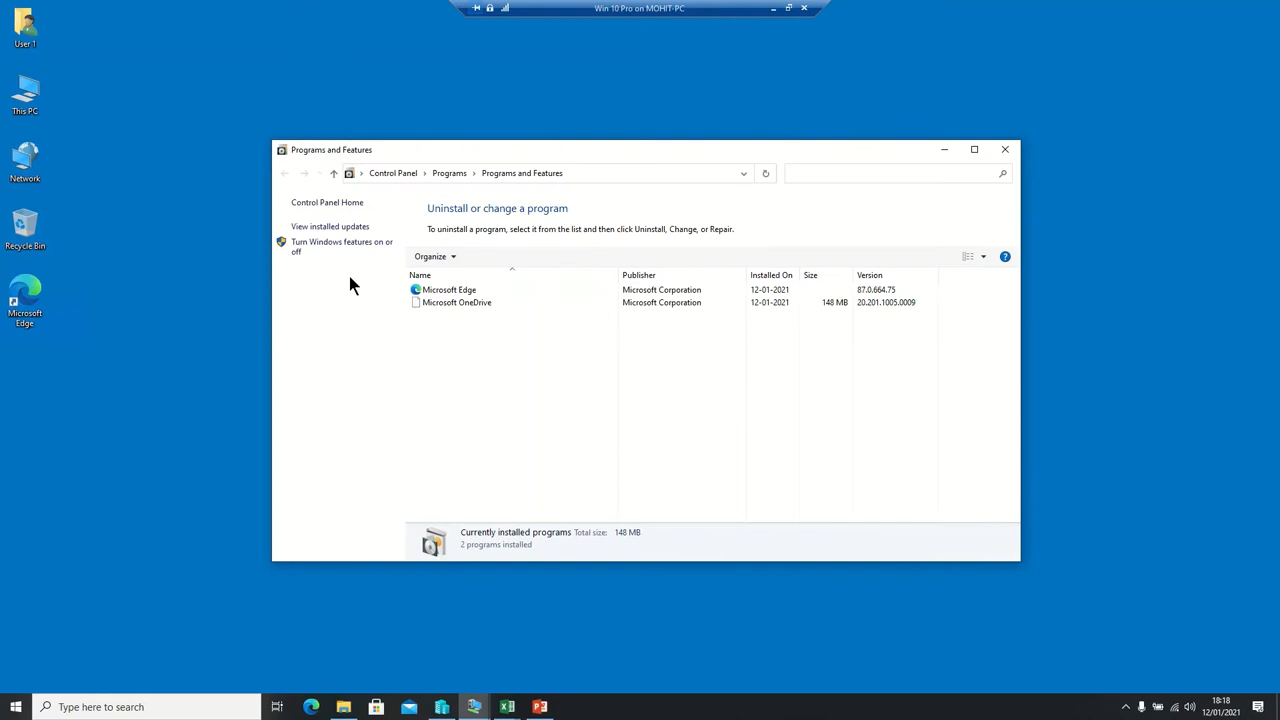 Win 10 Pro on MOHIT-PC
User 1
This PC
Network
Recycle Bin
Microsoft
Edge
Programs and Features
Control Panel > Programs > Programs and Features
Control Panel Home
View installed updates
Turn Windows features on or
off
Uninstall or change a program
To uninstall a program, select it from the list and then click Uninstall, Change, or Repair.
Organize
Name Publisher Installed On Size Version
Microsoft Edge Microsoft Corporation 12-01-2021 87.0.664.75
Microsoft OneDrive Microsoft Corporation 12-01-2021 148 MB 20.201.1005.0009
Currently installed programs Total size: 148 MB
2 programs installed
Type here to search
18:18
12/01/2021